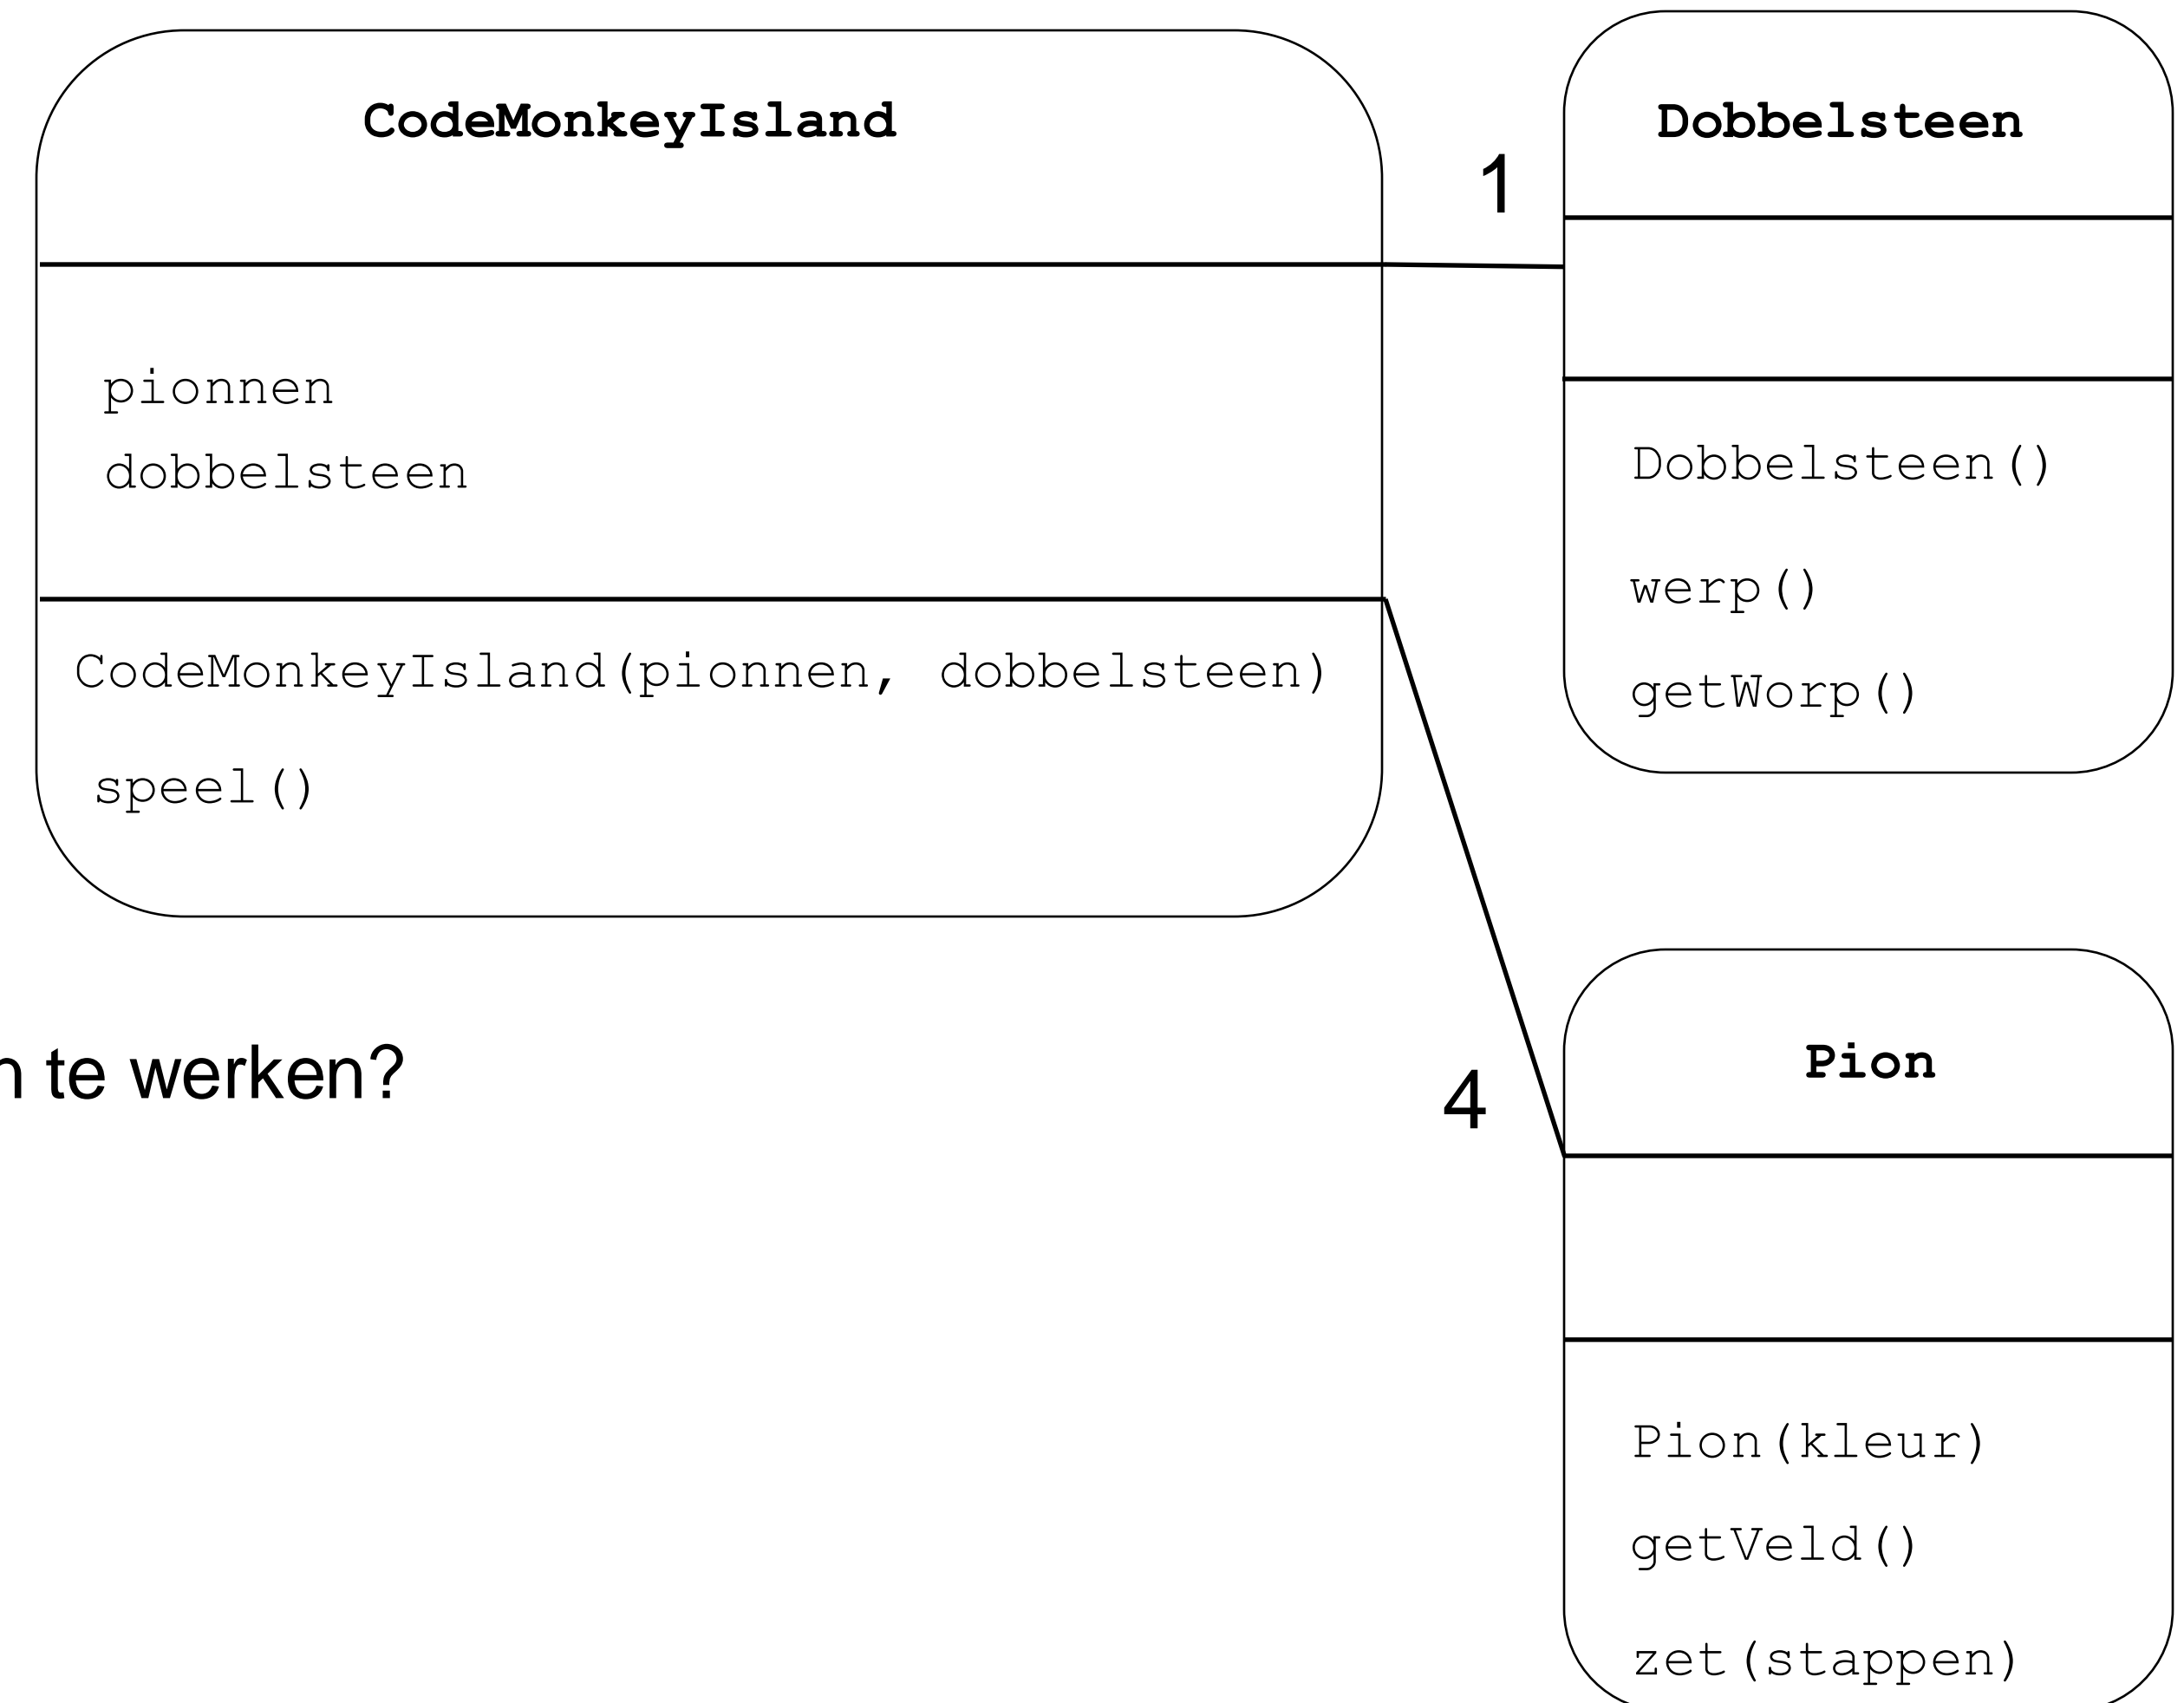 CodeMonkeyIsland
pionnen
dobbelsteen
CodeMonkeyIsland(pionnen, dobbelsteen)
speel()
1
Dobbelsteen
Dobbelsteen()
werp()
getWorp()
te werken?
4
Pion
Pion(kleur)
getVeld()
zet(stappen)